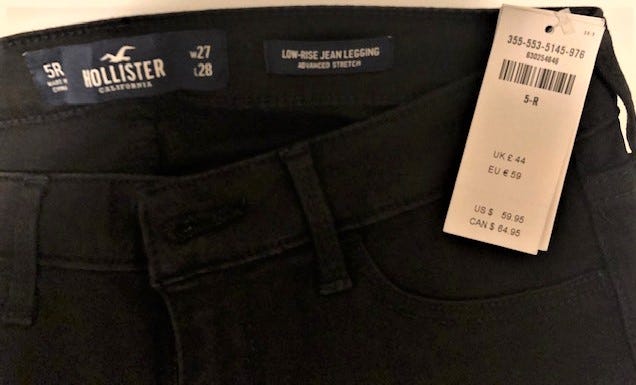 5R
HOLLISTER
CALIFORNIA
W27
L28
LOW-RISE JEAN LEGGING
ADVANCED STRETCH
355-553-5145-976
630254646
5-R
UK £ 44
EU € 59
US $ 59.95
CAN $ 64.95